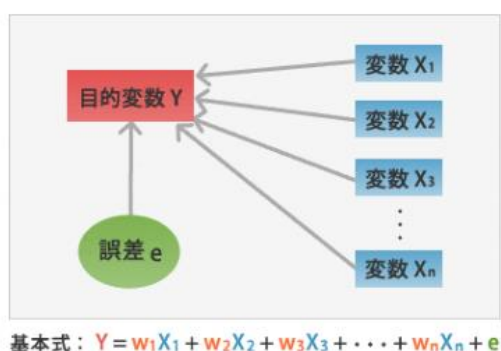 変数 X₁
目的変数 Y
変数 X₂
変数 X₃
⋮
誤差 e
変数 Xₙ
基本式： Y = w₁X₁ + w₂X₂ + w₃X₃ + ・・・ + wₙXₙ + e